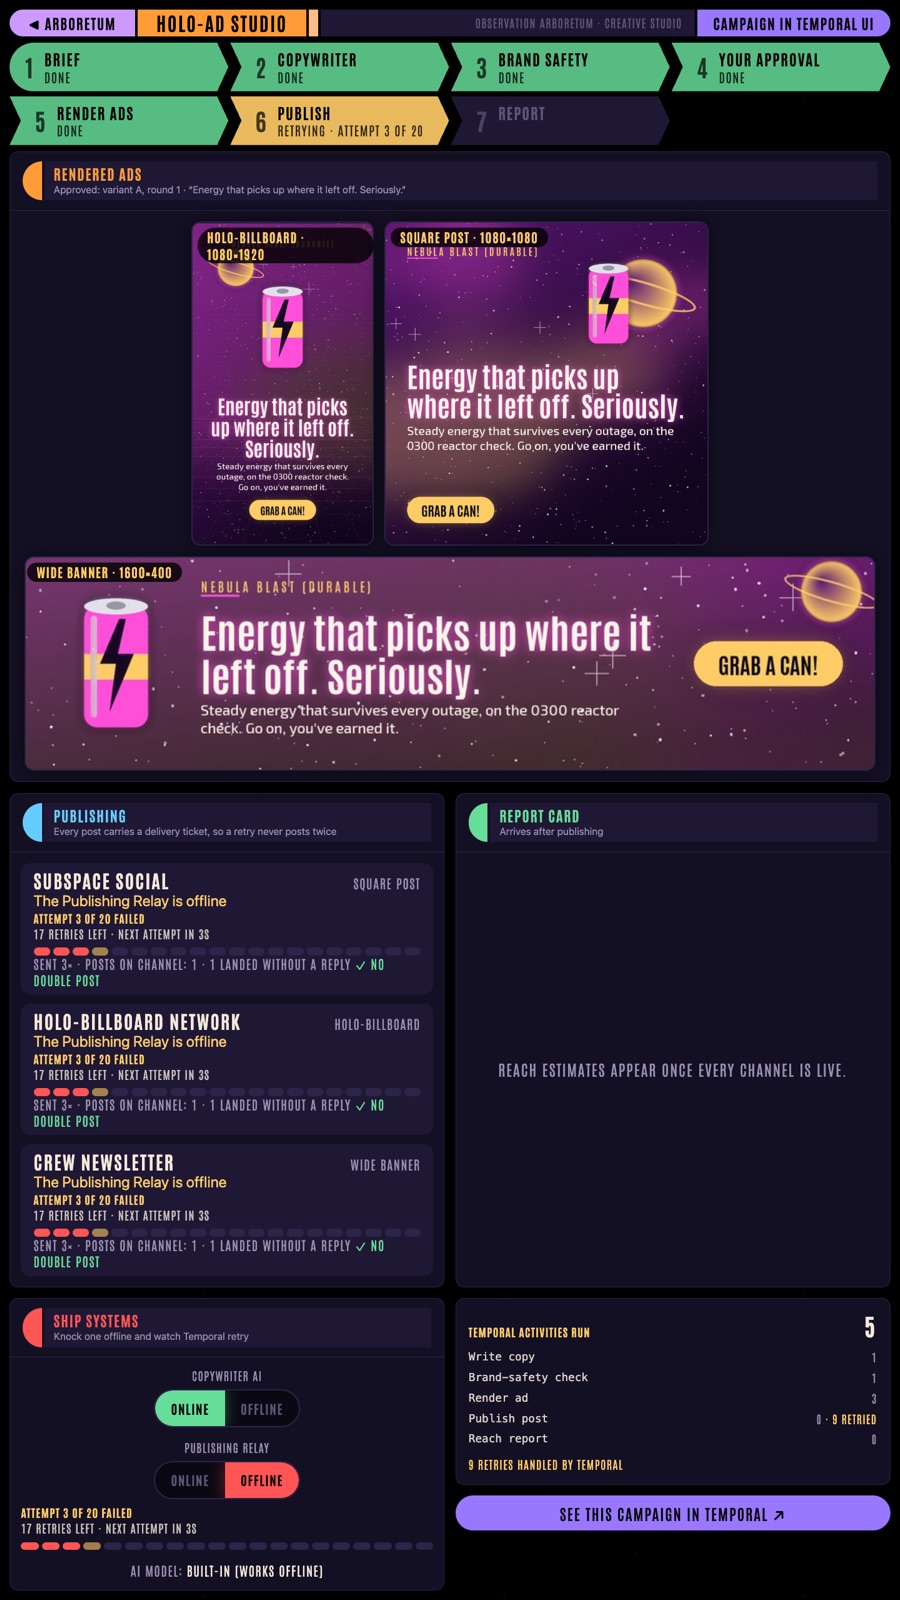 ◀ ARBORETUM
HOLO-AD STUDIO
OBSERVATION ARBORETUM · CREATIVE STUDIO
CAMPAIGN IN TEMPORAL UI
1 BRIEF
DONE
2 COPYWRITER
DONE
3 BRAND SAFETY
DONE
4 YOUR APPROVAL
DONE
5 RENDER ADS
DONE
6 PUBLISH
RETRYING · ATTEMPT 3 OF 20
7 REPORT
RENDERED ADS
Approved: variant A, round 1 · "Energy that picks up where it left off. Seriously."
HOLO-BILLBOARD ·
1080×1920
Energy that picks
up where it left off.
Seriously.
Steady energy that survives every
outage, on the 0300 reactor check.
Go on, you've earned it.
GRAB A CAN!
SQUARE POST · 1080×1080
NEBULA BLAST (DURABLE)
Energy that picks up
where it left off. Seriously.
Steady energy that survives every outage, on the
0300 reactor check. Go on, you've earned it.
GRAB A CAN!
WIDE BANNER · 1600×400
NEBULA BLAST (DURABLE)
Energy that picks up where it
left off. Seriously.
Steady energy that survives every outage, on the 0300 reactor
check. Go on, you've earned it.
GRAB A CAN!
PUBLISHING
Every post carries a delivery ticket, so a retry never posts twice
SUBSPACE SOCIAL
SQUARE POST
The Publishing Relay is offline
ATTEMPT 3 OF 20 FAILED
17 RETRIES LEFT · NEXT ATTEMPT IN 3S
SENT 3× · POSTS ON CHANNEL: 1 · 1 LANDED WITHOUT A REPLY ✓ NO
DOUBLE POST
HOLO-BILLBOARD NETWORK
HOLO-BILLBOARD
The Publishing Relay is offline
ATTEMPT 3 OF 20 FAILED
17 RETRIES LEFT · NEXT ATTEMPT IN 3S
SENT 3× · POSTS ON CHANNEL: 1 · 1 LANDED WITHOUT A REPLY ✓ NO
DOUBLE POST
CREW NEWSLETTER
WIDE BANNER
The Publishing Relay is offline
ATTEMPT 3 OF 20 FAILED
17 RETRIES LEFT · NEXT ATTEMPT IN 3S
SENT 3× · POSTS ON CHANNEL: 1 · 1 LANDED WITHOUT A REPLY ✓ NO
DOUBLE POST
REPORT CARD
Arrives after publishing
REACH ESTIMATES APPEAR ONCE EVERY CHANNEL IS LIVE.
SHIP SYSTEMS
Knock one offline and watch Temporal retry
COPYWRITER AI
ONLINE OFFLINE
PUBLISHING RELAY
ONLINE OFFLINE
ATTEMPT 3 OF 20 FAILED
17 RETRIES LEFT · NEXT ATTEMPT IN 3S
AI MODEL: BUILT-IN (WORKS OFFLINE)
TEMPORAL ACTIVITIES RUN 5
Write copy 1
Brand-safety check 1
Render ad 3
Publish post 0 · 9 RETRIED
Reach report 0
9 RETRIES HANDLED BY TEMPORAL
SEE THIS CAMPAIGN IN TEMPORAL ↗